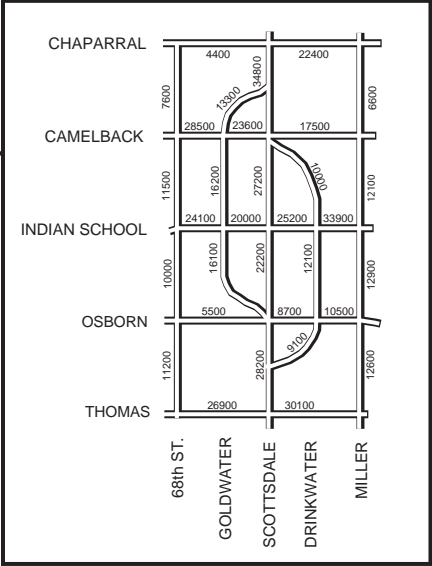 CHAPARRAL
4400 22400
7600 13300 34800 6600
CAMELBACK
28500 23600 17500
11500 16200 27200 10000 12100
INDIAN SCHOOL
24100 20000 25200 33900
10000 16100 22200 12100 12900
OSBORN
5500 8700 10500
11200 28200 9100 12600
THOMAS
26900 30100
68th ST.
GOLDWATER
SCOTTSDALE
DRINKWATER
MILLER